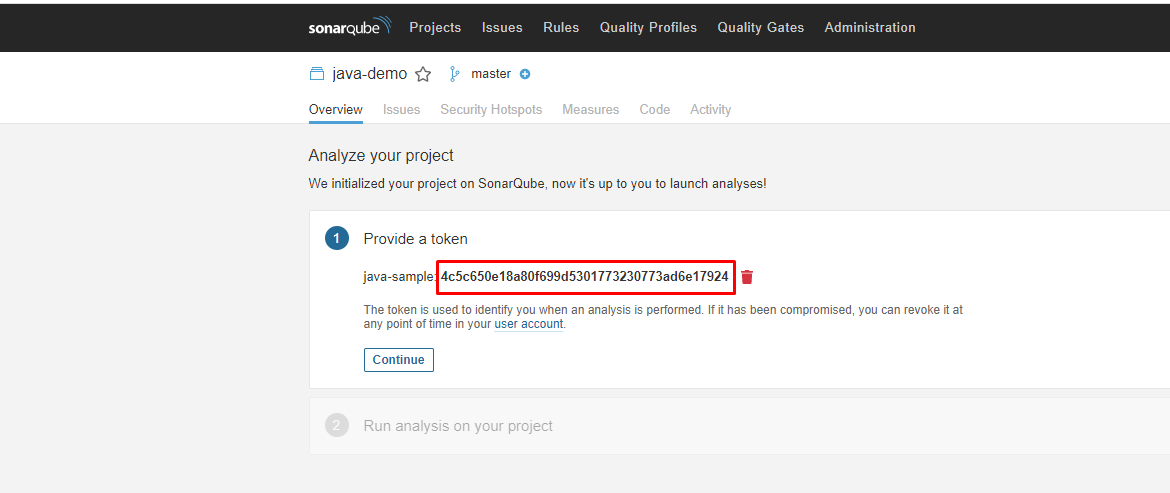 sonarqube Projects Issues Rules Quality Profiles Quality Gates Administration
java-demo master
Overview Issues Security Hotspots Measures Code Activity
Analyze your project
We initialized your project on SonarQube, now it's up to you to launch analyses!
1 Provide a token
java-sample: 4c5c650e18a80f699d5301773230773ad6e17924
The token is used to identify you when an analysis is performed. If it has been compromised, you can revoke it at
any point of time in your user account.
Continue
2 Run analysis on your project